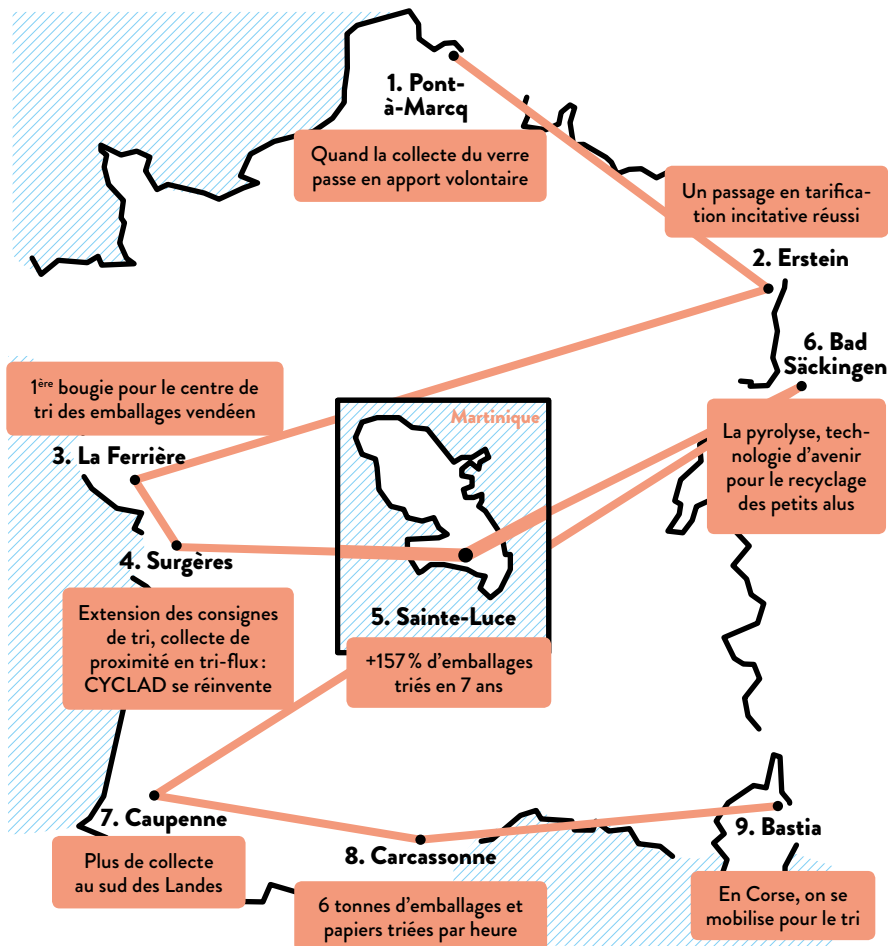 1. Pont-
à-Marcq
Quand la collecte du verre
passe en apport volontaire
Un passage en tarifica-
tion incitative réussi
2. Erstein
6. Bad
Säckingen
La pyrolyse, tech-
nologie d’avenir
pour le recyclage
des petits alus
1ère bougie pour le centre de
tri des emballages vendéen
3. La Ferrière
4. Surgères
Extension des consignes
de tri, collecte de
proximité en tri-flux :
CYCLAD se réinvente
Martinique
5. Sainte-Luce
+157 % d’emballages
triés en 7 ans
7. Caupenne
Plus de collecte
au sud des Landes
8. Carcassonne
6 tonnes d’emballages et
papiers triées par heure
9. Bastia
En Corse, on se
mobilise pour le tri